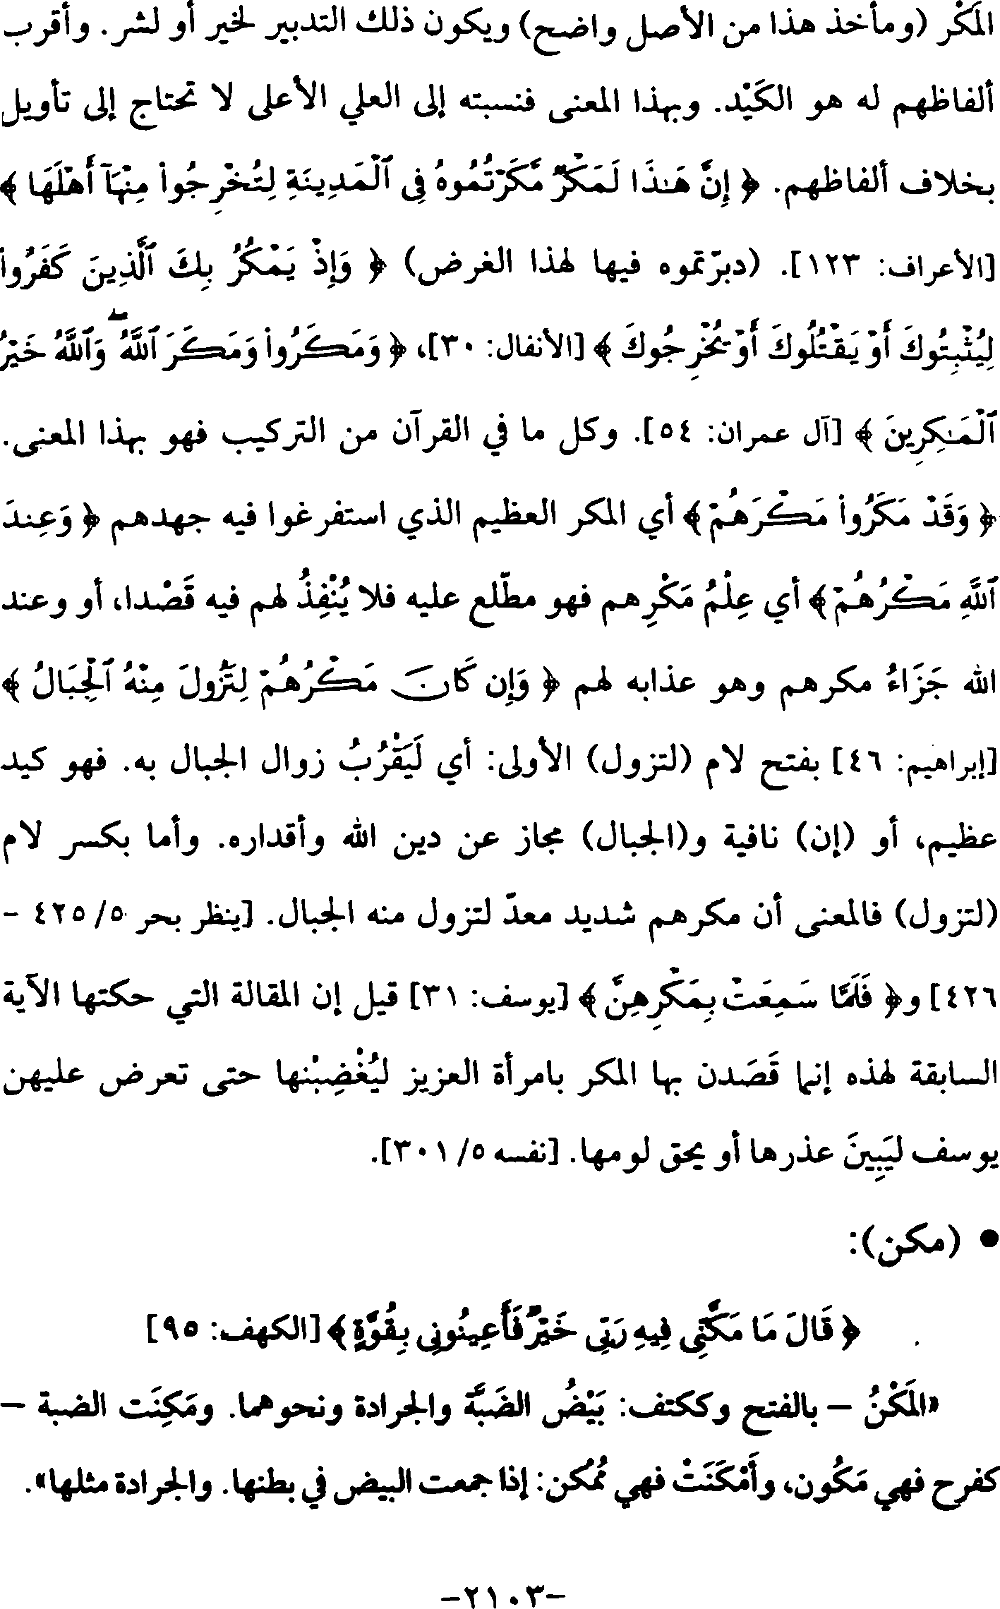 المَكْر (ومأخذ هذا من الأصل واضح) ويكون ذلك التدبير لخير أو لشر. وأقرب
ألفاظهم له هو الكَيْد. وبهذا المعنى فنسبته إلى العلي الأعلى لا تحتاج إلى تأويل
بخلاف ألفاظهم. ﴿ إِنَّ هَـٰذَا لَمَكْرٌ مَّكَرْتُمُوهُ فِى ٱلْمَدِينَةِ لِتُخْرِجُوا۟ مِنْهَآ أَهْلَهَا ﴾
[الأعراف: ١٢٣]. (دبرّتموه فيها لهذا الغرض) ﴿ وَإِذْ يَمْكُرُ بِكَ ٱلَّذِينَ كَفَرُوا۟
لِيُثْبِتُوكَ أَوْ يَقْتُلُوكَ أَوْ يُخْرِجُوكَ ﴾ [الأنفال: ٣٠]، ﴿ وَمَكَرُوا۟ وَمَكَرَ ٱللَّهُ ۖ وَٱللَّهُ خَيْرُ
ٱلْمَـٰكِرِينَ ﴾ [آل عمران: ٥٤]. وكل ما في القرآن من التركيب فهو بهذا المعنى.
﴿ وَقَدْ مَكَرُوا۟ مَكْرَهُمْ ﴾ أي المكر العظيم الذي استفرغوا فيه جهدهم ﴿ وَعِندَ
ٱللَّهِ مَكْرُهُمْ ﴾ أي عِلْمُ مَكْرِهم فهو مطّلع عليه فلا يُنْفِذُ لهم فيه قَصْدا، أو وعند
الله جَزَاءُ مكرهم وهو عذابه لهم ﴿ وَإِن كَانَ مَكْرُهُمْ لِتَزُولَ مِنْهُ ٱلْجِبَالُ ﴾
[إبراهيم: ٤٦] بفتح لام (لتزول) الأولى: أي لَيَقْرُبُ زوال الجبال به. فهو كيد
عظيم، أو (إن) نافية و(الجبال) مجاز عن دين الله وأقداره. وأما بكسر لام
(لتزول) فالمعنى أن مكرهم شديد معدّ لتزول منه الجبال. [ينظر بحر ٥/ ٤٢٥ -
٤٢٦] و﴿ فَلَمَّا سَمِعَتْ بِمَكْرِهِنَّ ﴾ [يوسف: ٣١] قيل إن المقالة التي حكتها الآية
السابقة لهذه إنما قَصَدن بها المكر بامرأة العزيز ليُغْضِبْنها حتى تعرض عليهن
يوسف ليَبِينَ عذرها أو يحق لومها. [نفسه ٥/ ٣٠١].
• (مكن):
﴿ قَالَ مَا مَكَّنِّى فِيهِ رَبِّى خَيْرٌ فَأَعِينُونِى بِقُوَّةٍ ﴾ [الكهف: ٩٥]
«المَكْنُ – بالفتح وككتف: بَيْضُ الضَبَّة والجرادة ونحوهما. ومَكِنَت الضبة –
كفرح فهي مَكُون، وأَمْكَنَتْ فهي مُمْكن: إذا جمعت البيض في بطنها. والجرادة مثلها».
-٢١٠٣-